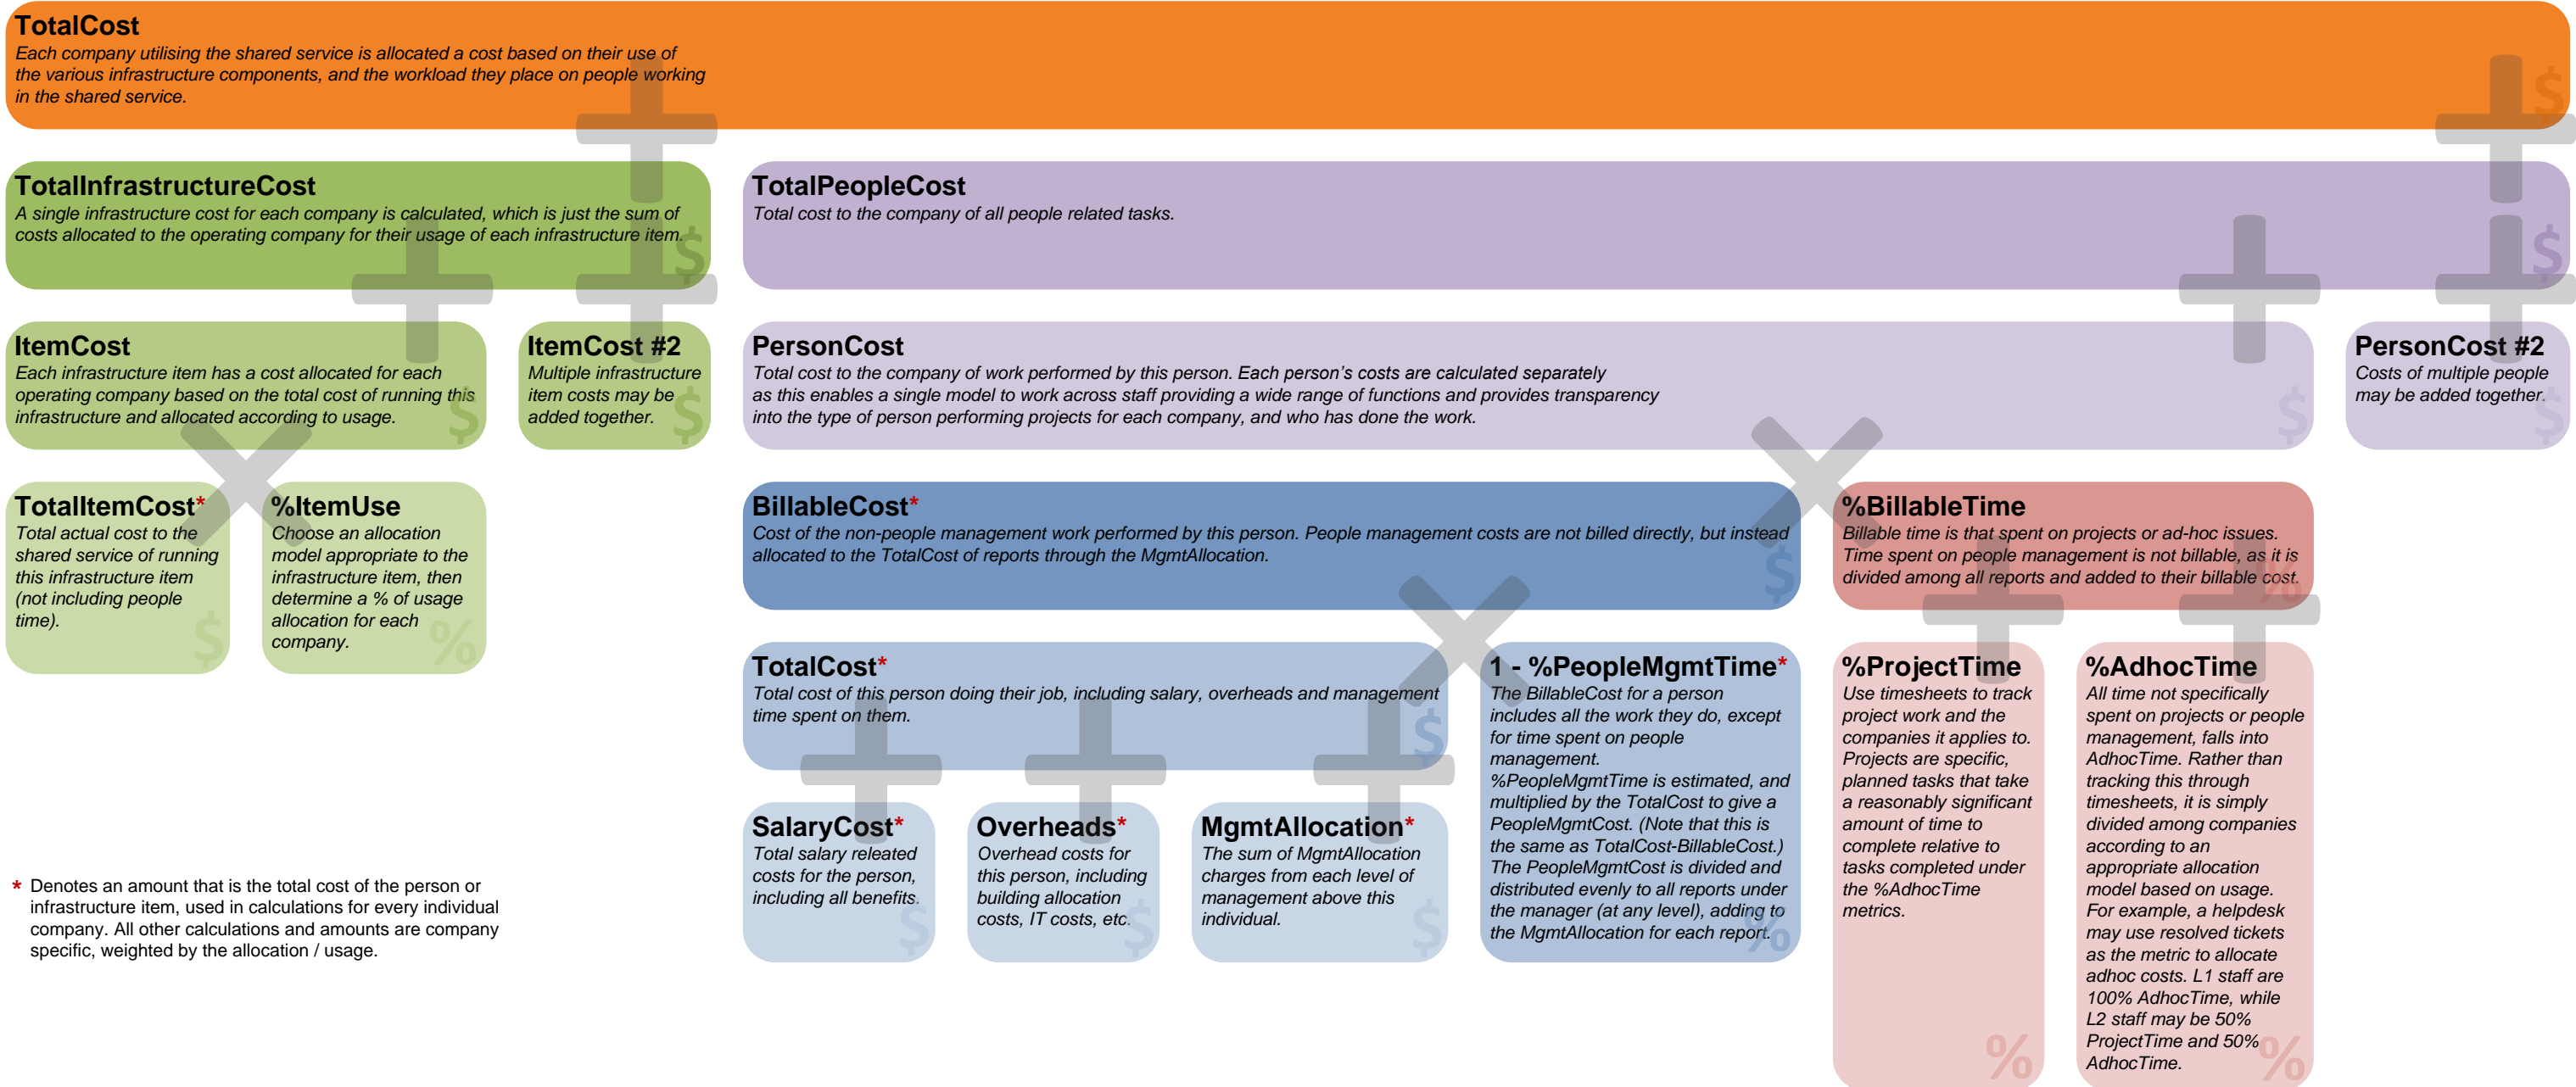 TotalCost
Each company utilising the shared service is allocated a cost based on their use of
the various infrastructure components, and the workload they place on people working
in the shared service.
$
TotalInfrastructureCost
A single infrastructure cost for each company is calculated, which is just the sum of
costs allocated to the operating company for their usage of each infrastructure item.
$
TotalPeopleCost
Total cost to the company of all people related tasks.
$
ItemCost
Each infrastructure item has a cost allocated for each
operating company based on the total cost of running this
infrastructure and allocated according to usage.
$
ItemCost #2
Multiple infrastructure
item costs may be
added together.
$
PersonCost
Total cost to the company of work performed by this person. Each person's costs are calculated separately
as this enables a single model to work across staff providing a wide range of functions and provides transparency
into the type of person performing projects for each company, and who has done the work.
$
PersonCost #2
Costs of multiple people
may be added together.
$
TotalItemCost*
Total actual cost to the
shared service of running
this infrastructure item
(not including people
time).
$
%ItemUse
Choose an allocation
model appropriate to the
infrastructure item, then
determine a % of usage
allocation for each
company.
%
BillableCost*
Cost of the non-people management work performed by this person. People management costs are not billed directly, but instead
allocated to the TotalCost of reports through the MgmtAllocation.
$
%BillableTime
Billable time is that spent on projects or ad-hoc issues.
Time spent on people management is not billable, as it is
divided among all reports and added to their billable cost.
%
TotalCost*
Total cost of this person doing their job, including salary, overheads and management
time spent on them.
$
1 - %PeopleMgmtTime*
The BillableCost for a person
includes all the work they do, except
for time spent on people
management.
%PeopleMgmtTime is estimated, and
multiplied by the TotalCost to give a
PeopleMgmtCost. (Note that this is
the same as TotalCost-BillableCost.)
The PeopleMgmtCost is divided and
distributed evenly to all reports under
the manager (at any level), adding to
the MgmtAllocation for each report.
%
%ProjectTime
Use timesheets to track
project work and the
companies it applies to.
Projects are specific,
planned tasks that take
a reasonably significant
amount of time to
complete relative to
tasks completed under
the %AdhocTime
metrics.
%
%AdhocTime
All time not specifically
spent on projects or people
management, falls into
AdhocTime. Rather than
tracking this through
timesheets, it is simply
divided among companies
according to an
appropriate allocation
model based on usage.
For example, a helpdesk
may use resolved tickets
as the metric to allocate
adhoc costs. L1 staff are
100% AdhocTime, while
L2 staff may be 50%
ProjectTime and 50%
AdhocTime.
%
SalaryCost*
Total salary releated
costs for the person,
including all benefits.
$
Overheads*
Overhead costs for
this person, including
building allocation
costs, IT costs, etc.
$
MgmtAllocation*
The sum of MgmtAllocation
charges from each level of
management above this
individual.
$
* Denotes an amount that is the total cost of the person or
infrastructure item, used in calculations for every individual
company. All other calculations and amounts are company
specific, weighted by the allocation / usage.